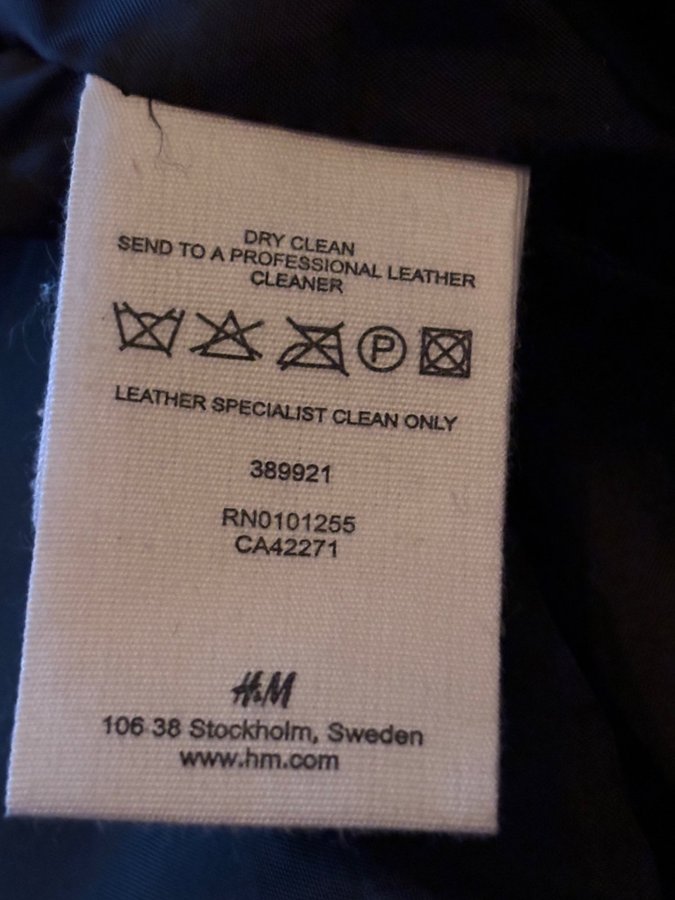 DRY CLEAN
SEND TO A PROFESSIONAL LEATHER
CLEANER
P
LEATHER SPECIALIST CLEAN ONLY
389921
RN0101255
CA42271
H&M
106 38 Stockholm, Sweden
www.hm.com